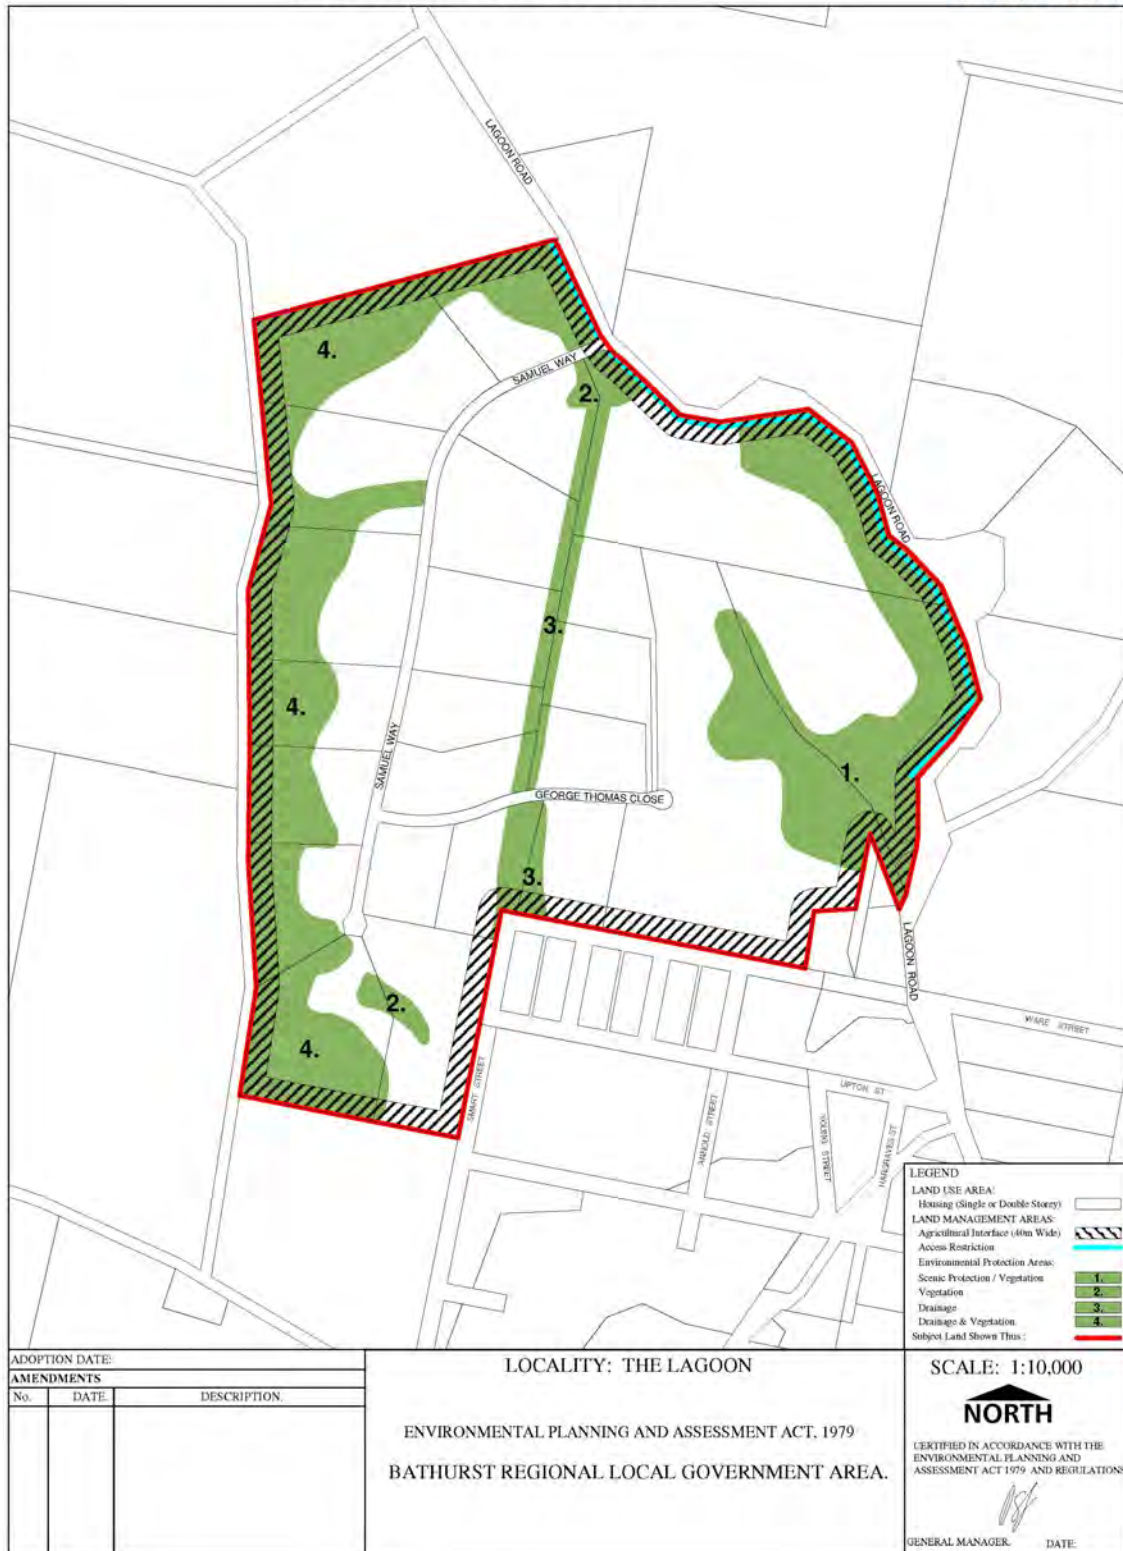 LAGOON ROAD
4.
SAMUEL WAY
2.
LAGOON ROAD
3.
4.
SAMUEL WAY
1.
GEORGE THOMAS CLOSE
3.
LAGOON ROAD
2.
4.
WARE STREET
SMART STREET
UPTON ST
ARNOLD STREET
HARGRAVES ST
LEGEND
LAND USE AREA:
Housing (Single or Double Storey)
LAND MANAGEMENT AREAS:
Agricultural Interface (40m Wide)
Access Restriction
Environmental Protection Areas:
Scenic Protection / Vegetation 1.
Vegetation 2.
Drainage 3.
Drainage & Vegetation 4.
Subject Land Shown Thus :
ADOPTION DATE:
AMENDMENTS
No. DATE. DESCRIPTION.
LOCALITY: THE LAGOON
ENVIRONMENTAL PLANNING AND ASSESSMENT ACT, 1979
BATHURST REGIONAL LOCAL GOVERNMENT AREA.
SCALE: 1:10,000
NORTH
CERTIFIED IN ACCORDANCE WITH THE
ENVIRONMENTAL PLANNING AND
ASSESSMENT ACT 1979 AND REGULATIONS
GENERAL MANAGER. DATE: